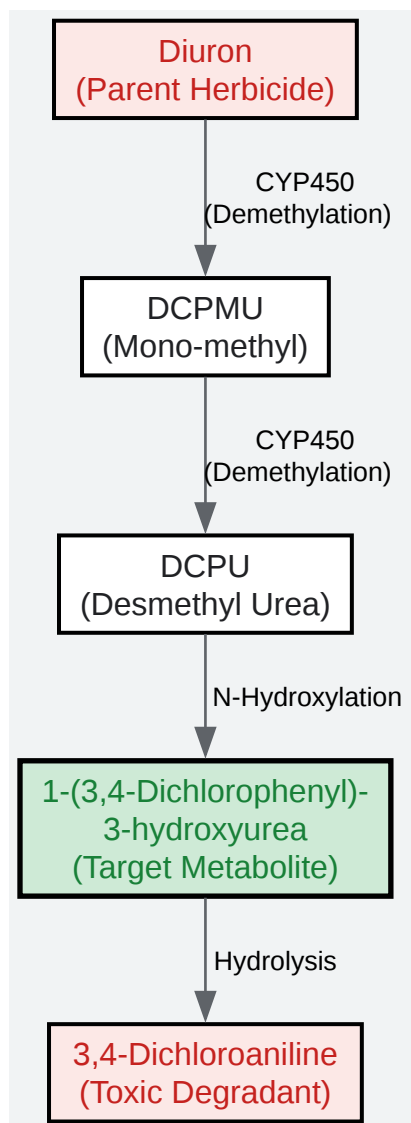 Diuron
(Parent Herbicide)
CYP450
(Demethylation)
DCPMU
(Mono-methyl)
CYP450
(Demethylation)
DCPU
(Desmethyl Urea)
N-Hydroxylation
1-(3,4-Dichlorophenyl)-
3-hydroxyurea
(Target Metabolite)
Hydrolysis
3,4-Dichloroaniline
(Toxic Degradant)